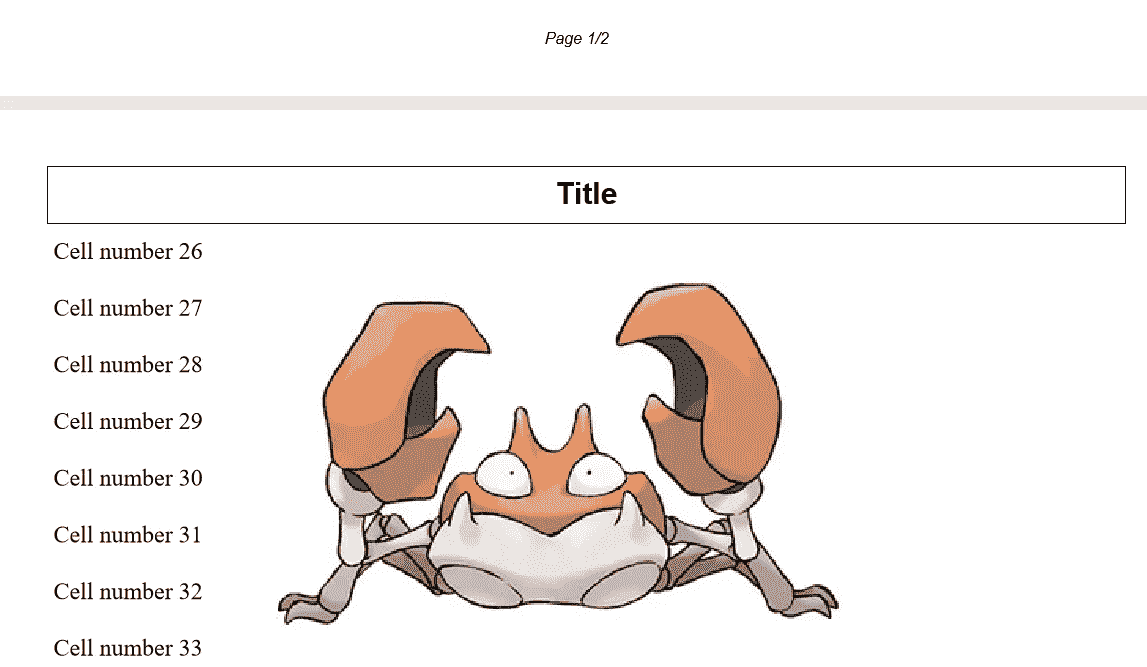 Page 1/2
Title
Cell number 26
Cell number 27
Cell number 28
Cell number 29
Cell number 30
Cell number 31
Cell number 32
Cell number 33